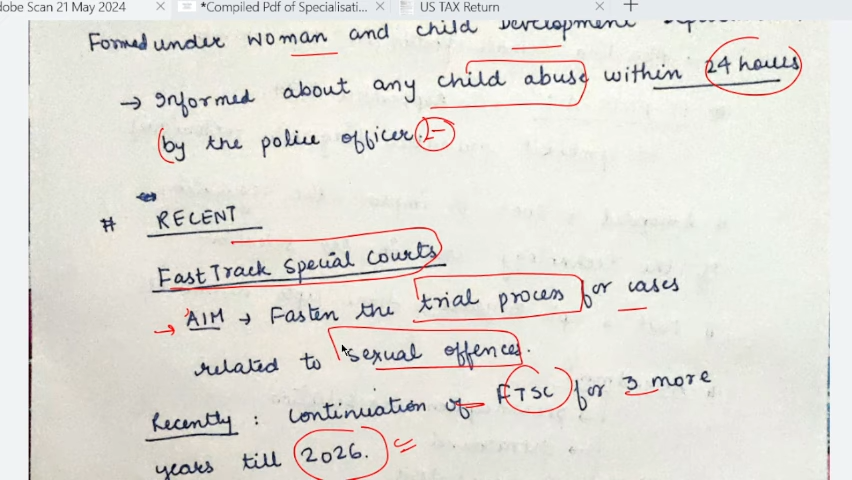 dobe Scan 21 May 2024 × *Compiled Pdf of Specialisati... × US TAX Return × +
Formed under woman and child Development
→ Informed about any child abuse within 24 hours
(by the police officer.
# RECENT
Fast Track Special Courts
→ AIM → Fasten the trial process for cases
related to sexual offences.
Recently : continuation of FTSC for 3 more
years till 2026.